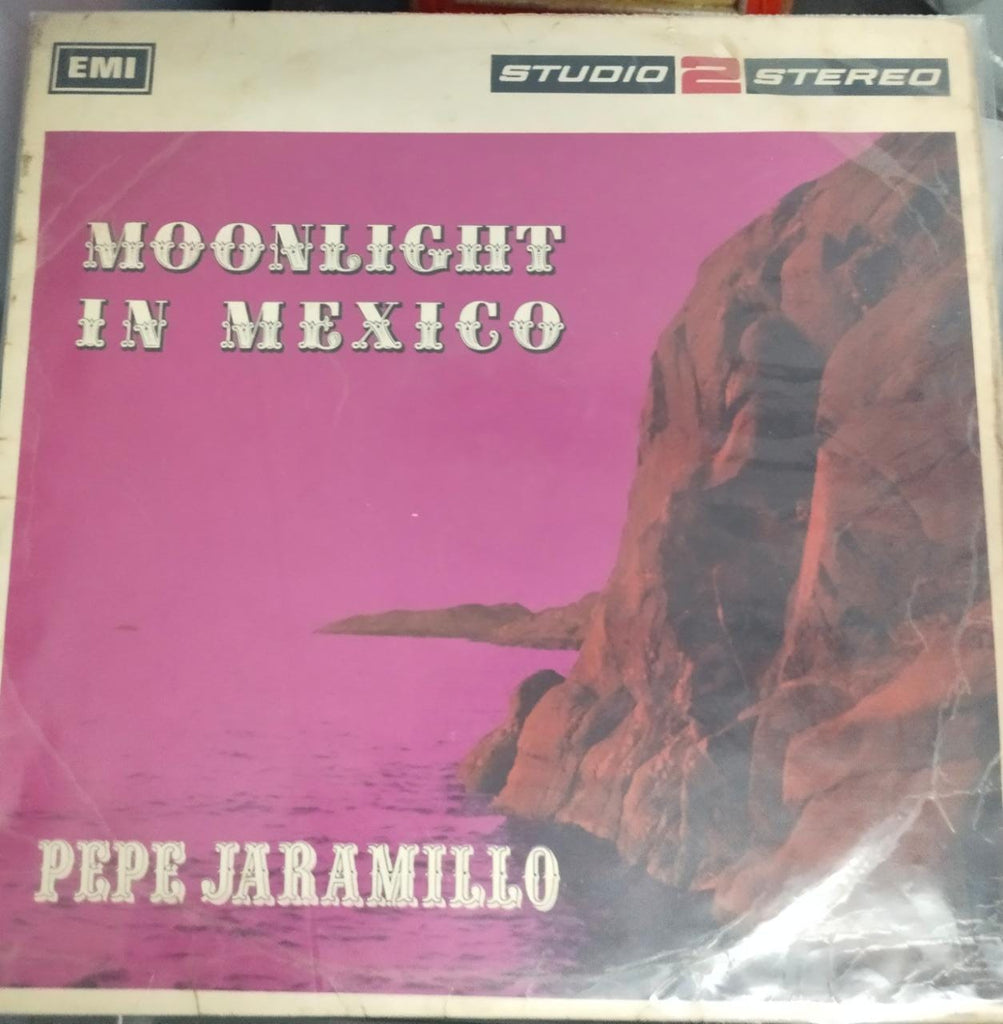 EMI
STUDIO 2 STEREO
MOONLIGHT
IN MEXICO
PEPE JARAMILLO